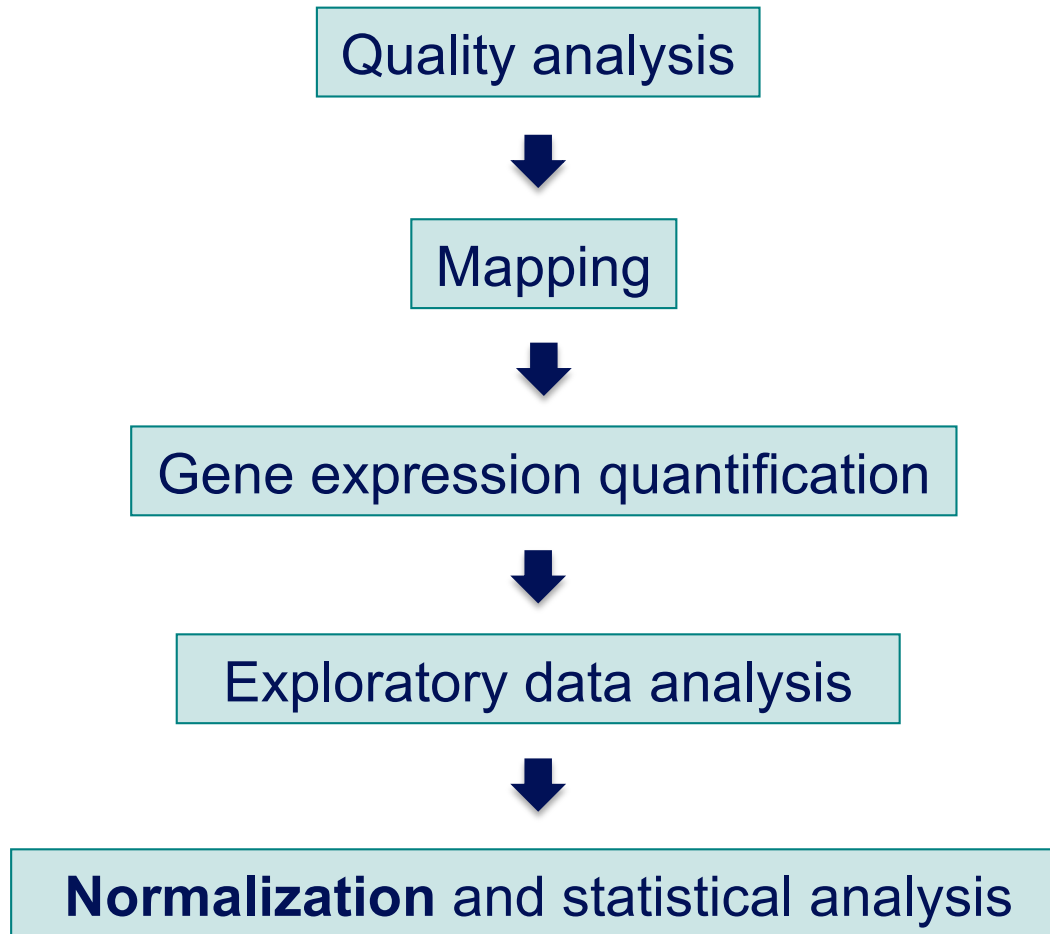 Quality analysis
Mapping
Gene expression quantification
Exploratory data analysis
Normalization and statistical analysis